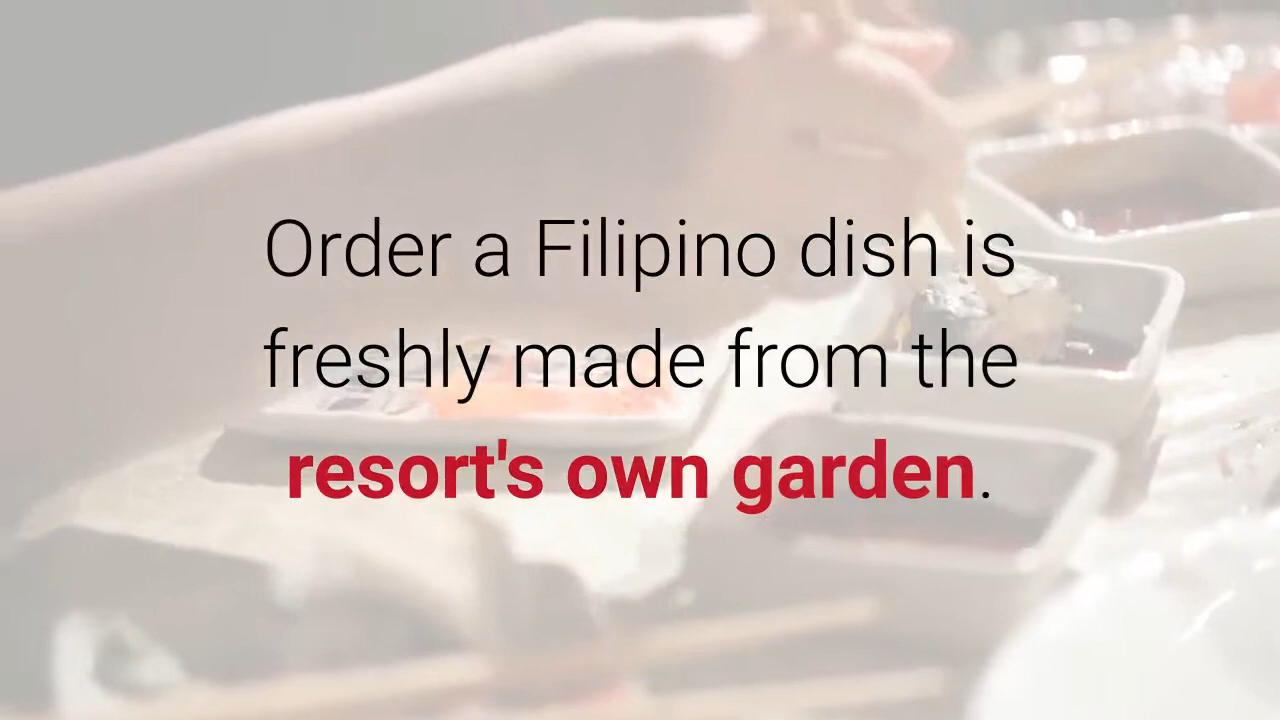 Order a Filipino dish is
freshly made from the
resort's own garden.